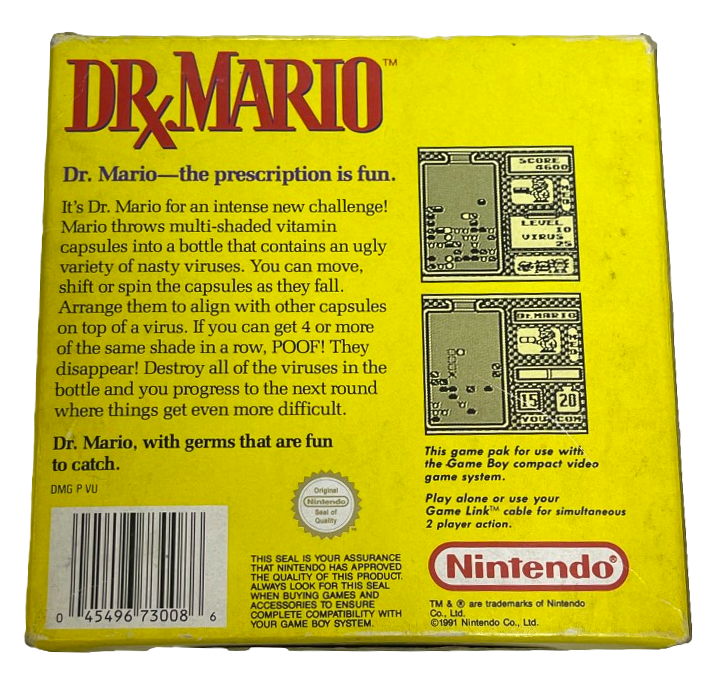 DRx.MARIO™
Dr. Mario—the prescription is fun.
It's Dr. Mario for an intense new challenge!
Mario throws multi-shaded vitamin
capsules into a bottle that contains an ugly
variety of nasty viruses. You can move,
shift or spin the capsules as they fall.
Arrange them to align with other capsules
on top of a virus. If you can get 4 or more
of the same shade in a row, POOF! They
disappear! Destroy all of the viruses in the
bottle and you progress to the next round
where things get even more difficult.
Dr. Mario, with germs that are fun
to catch.
DMG P VU
0 45496 73008 6
Original
Nintendo
Seal of
Quality
TM
THIS SEAL IS YOUR ASSURANCE
THAT NINTENDO HAS APPROVED
THE QUALITY OF THIS PRODUCT.
ALWAYS LOOK FOR THIS SEAL
WHEN BUYING GAMES AND
ACCESSORIES TO ENSURE
COMPLETE COMPATIBILITY WITH
YOUR GAME BOY SYSTEM.
SCORE
4600
LEVEL
10
VIRUS
25
DR.MARIO
15 20
YOU COM
This game pak for use with
the Game Boy compact video
game system.
Play alone or use your
Game Link™ cable for simultaneous
2 player action.
Nintendo®
TM & ® are trademarks of Nintendo
Co., Ltd.
©1991 Nintendo Co., Ltd.